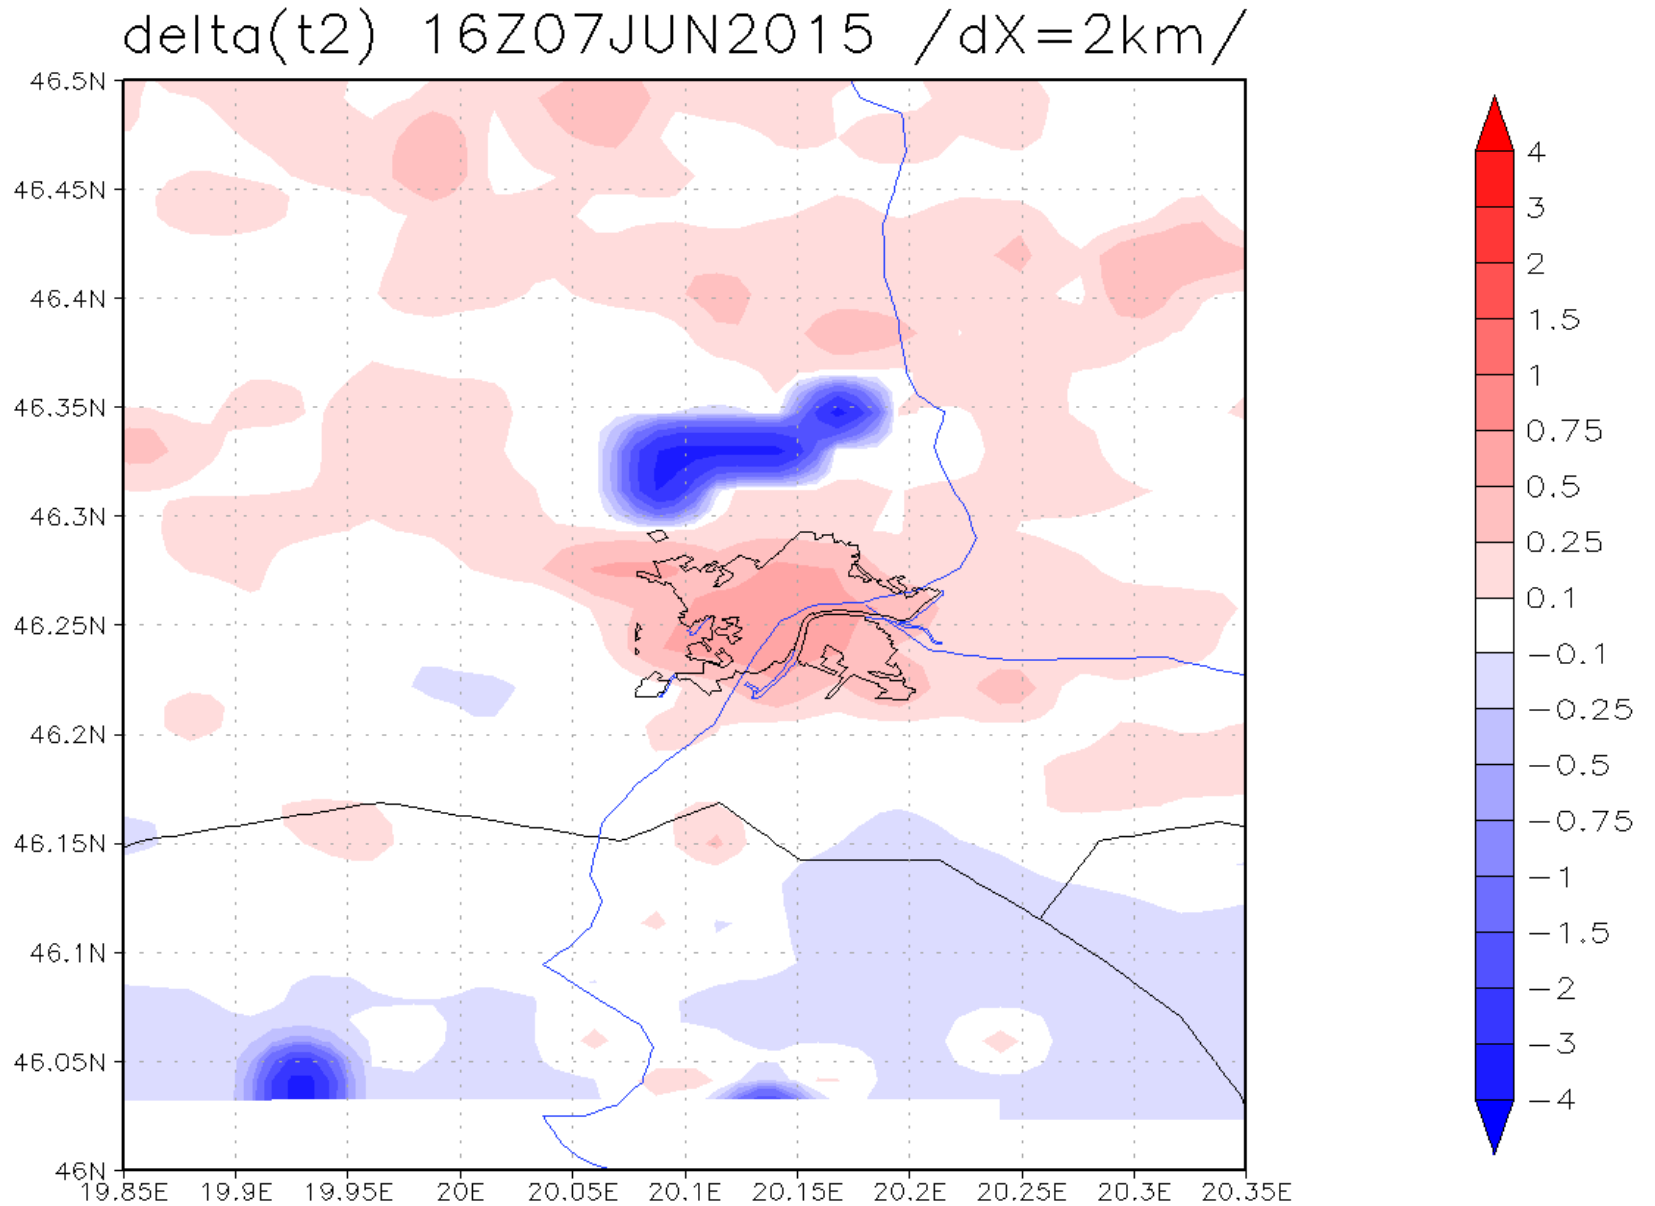 delta(t2) 16Z07JUN2015 /dX=2km/
46.5N
46.45N
46.4N
46.35N
46.3N
46.25N
46.2N
46.15N
46.1N
46.05N
46N
19.85E 19.9E 19.95E 20E 20.05E 20.1E 20.15E 20.2E 20.25E 20.3E 20.35E
4
3
2
1.5
1
0.75
0.5
0.25
0.1
−0.1
−0.25
−0.5
−0.75
−1
−1.5
−2
−3
−4